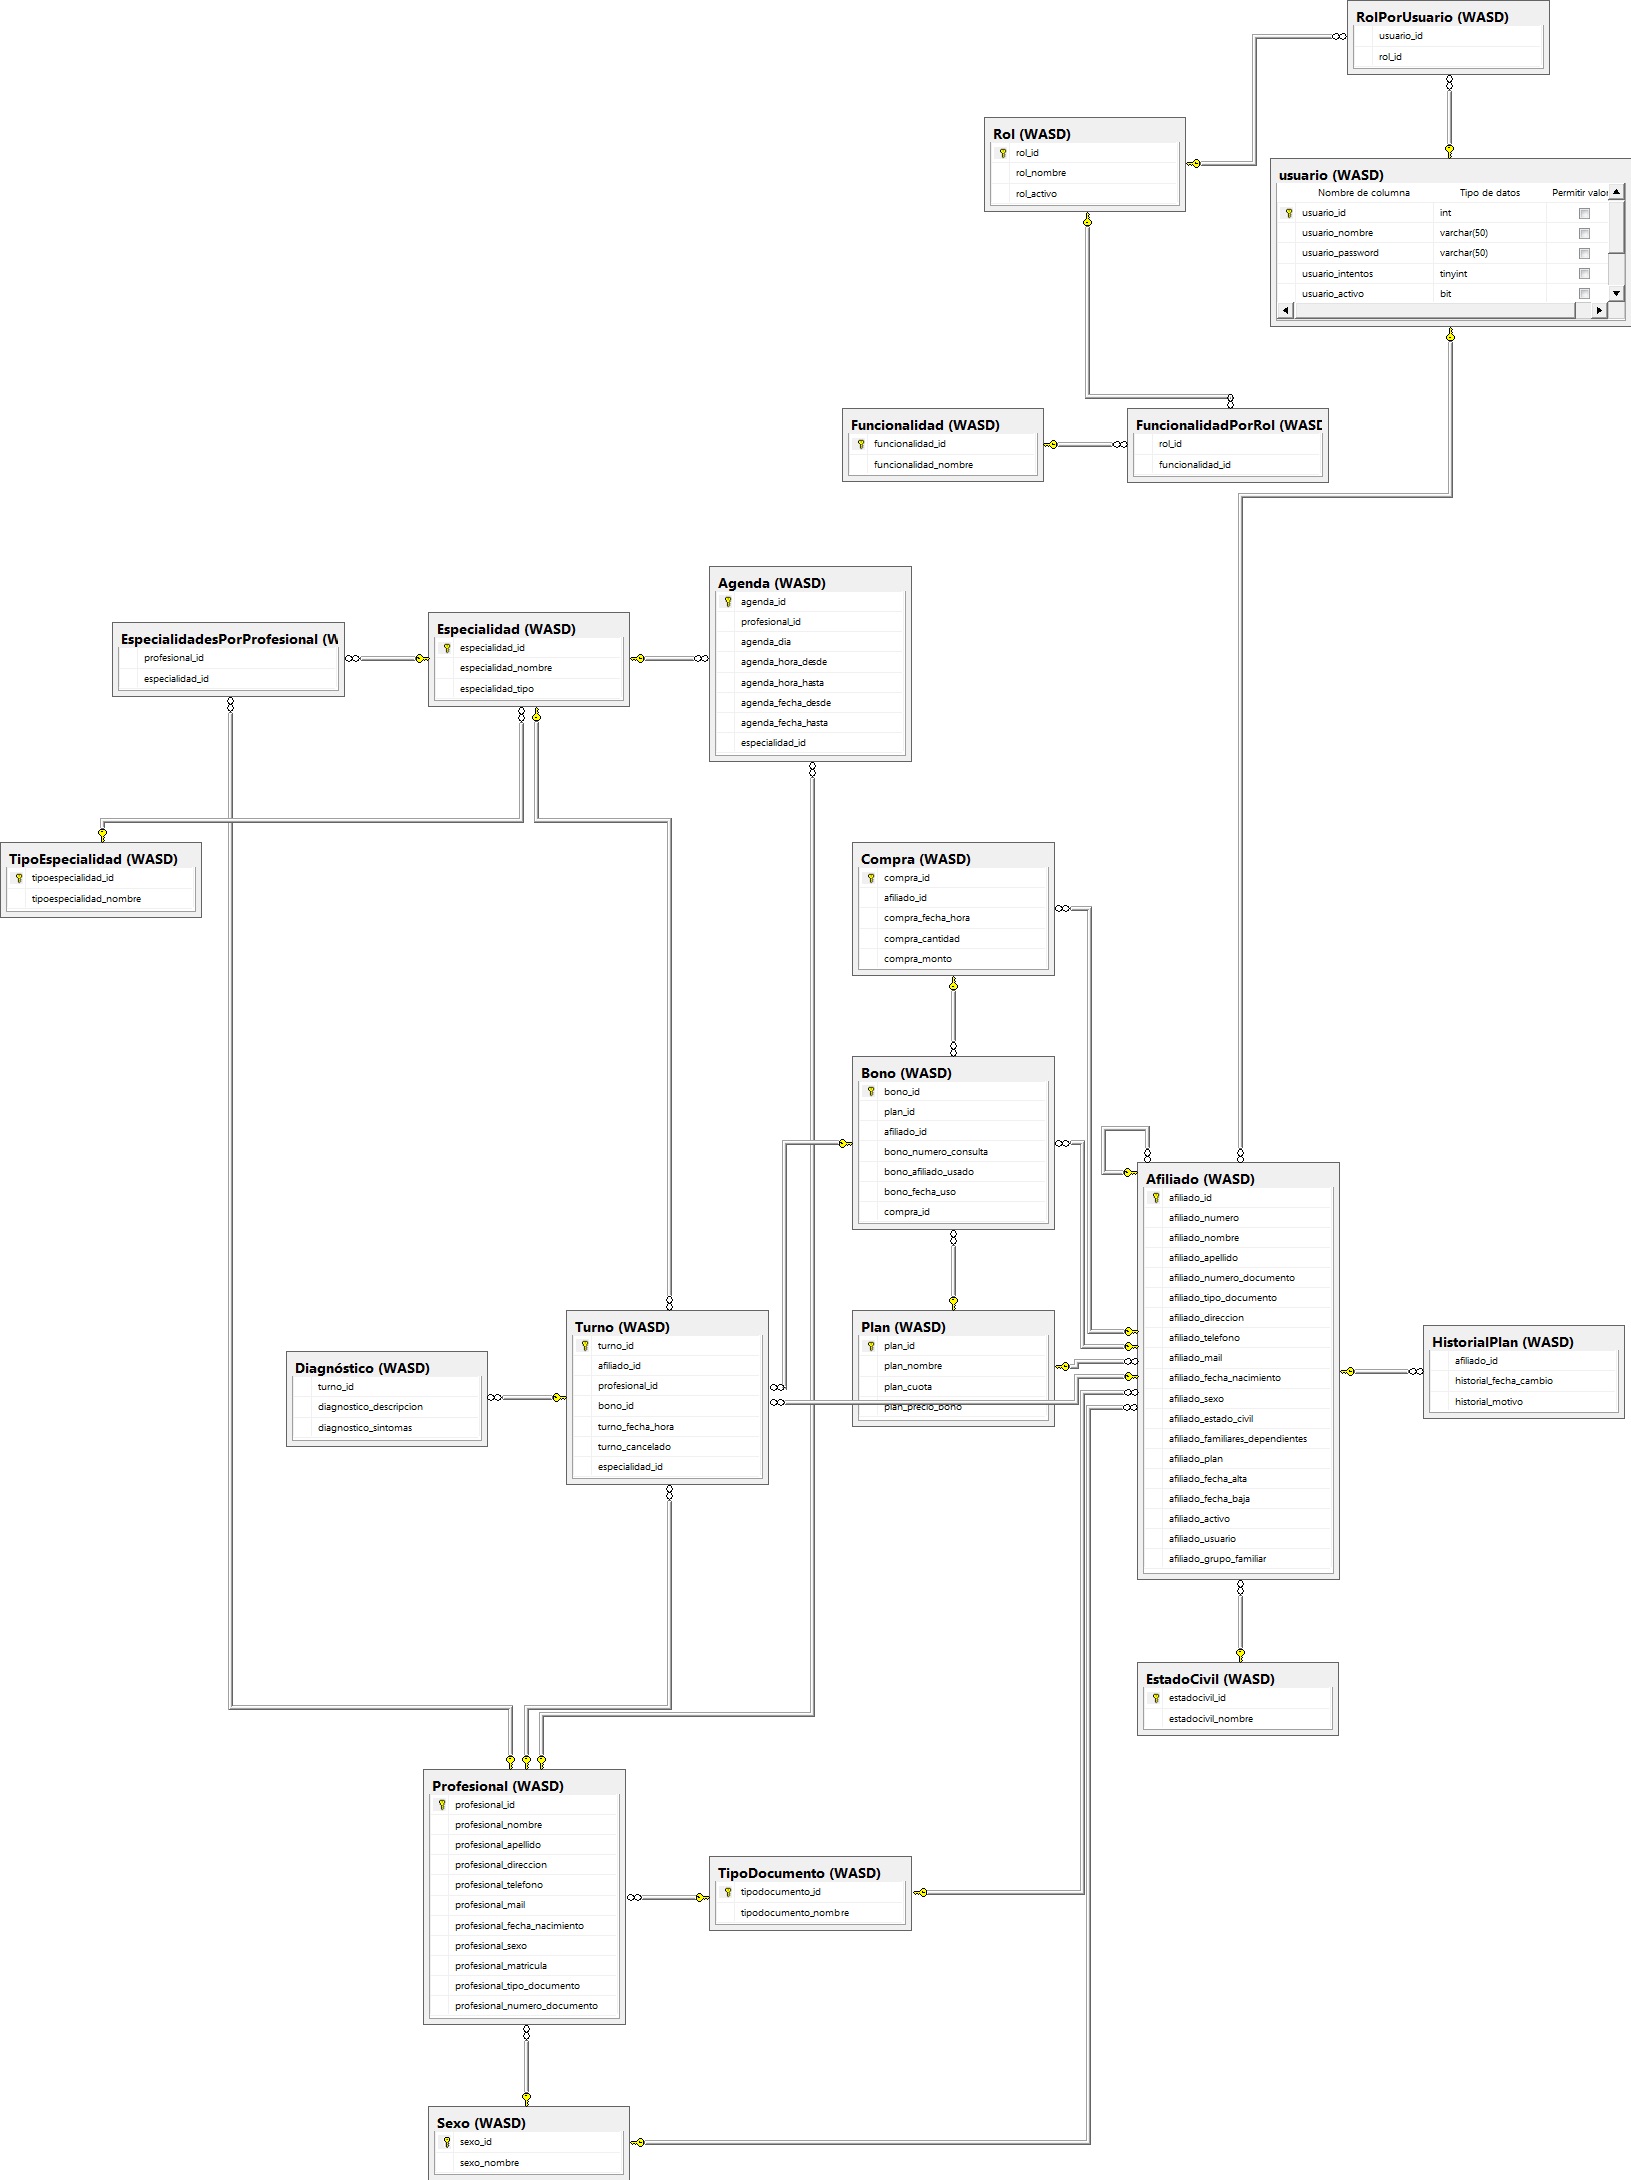 RolPorUsuario (WASD)
usuario_id
rol_id
Rol (WASD)
rol_id
rol_nombre
rol_activo
usuario (WASD)
Nombre de columna Tipo de datos Permitir valor
usuario_id int
usuario_nombre varchar(50)
usuario_password varchar(50)
usuario_intentos tinyint
usuario_activo bit
Funcionalidad (WASD)
funcionalidad_id
funcionalidad_nombre
FuncionalidadPorRol (WASD
rol_id
funcionalidad_id
Agenda (WASD)
agenda_id
profesional_id
agenda_dia
agenda_hora_desde
agenda_hora_hasta
agenda_fecha_desde
agenda_fecha_hasta
especialidad_id
EspecialidadesPorProfesional (W
profesional_id
especialidad_id
Especialidad (WASD)
especialidad_id
especialidad_nombre
especialidad_tipo
TipoEspecialidad (WASD)
tipoespecialidad_id
tipoespecialidad_nombre
Compra (WASD)
compra_id
afiliado_id
compra_fecha_hora
compra_cantidad
compra_monto
Bono (WASD)
bono_id
plan_id
afiliado_id
bono_numero_consulta
bono_afiliado_usado
bono_fecha_uso
compra_id
Afiliado (WASD)
afiliado_id
afiliado_numero
afiliado_nombre
afiliado_apellido
afiliado_numero_documento
afiliado_tipo_documento
afiliado_direccion
afiliado_telefono
afiliado_mail
afiliado_fecha_nacimiento
afiliado_sexo
afiliado_estado_civil
afiliado_familiares_dependientes
afiliado_plan
afiliado_fecha_alta
afiliado_fecha_baja
afiliado_activo
afiliado_usuario
afiliado_grupo_familiar
Turno (WASD)
turno_id
afiliado_id
profesional_id
bono_id
turno_fecha_hora
turno_cancelado
especialidad_id
Plan (WASD)
plan_id
plan_nombre
plan_cuota
plan_precio_bono
HistorialPlan (WASD)
afiliado_id
historial_fecha_cambio
historial_motivo
Diagnóstico (WASD)
turno_id
diagnostico_descripcion
diagnostico_sintomas
EstadoCivil (WASD)
estadocivil_id
estadocivil_nombre
Profesional (WASD)
profesional_id
profesional_nombre
profesional_apellido
profesional_direccion
profesional_telefono
profesional_mail
profesional_fecha_nacimiento
profesional_sexo
profesional_matricula
profesional_tipo_documento
profesional_numero_documento
TipoDocumento (WASD)
tipodocumento_id
tipodocumento_nombre
Sexo (WASD)
sexo_id
sexo_nombre